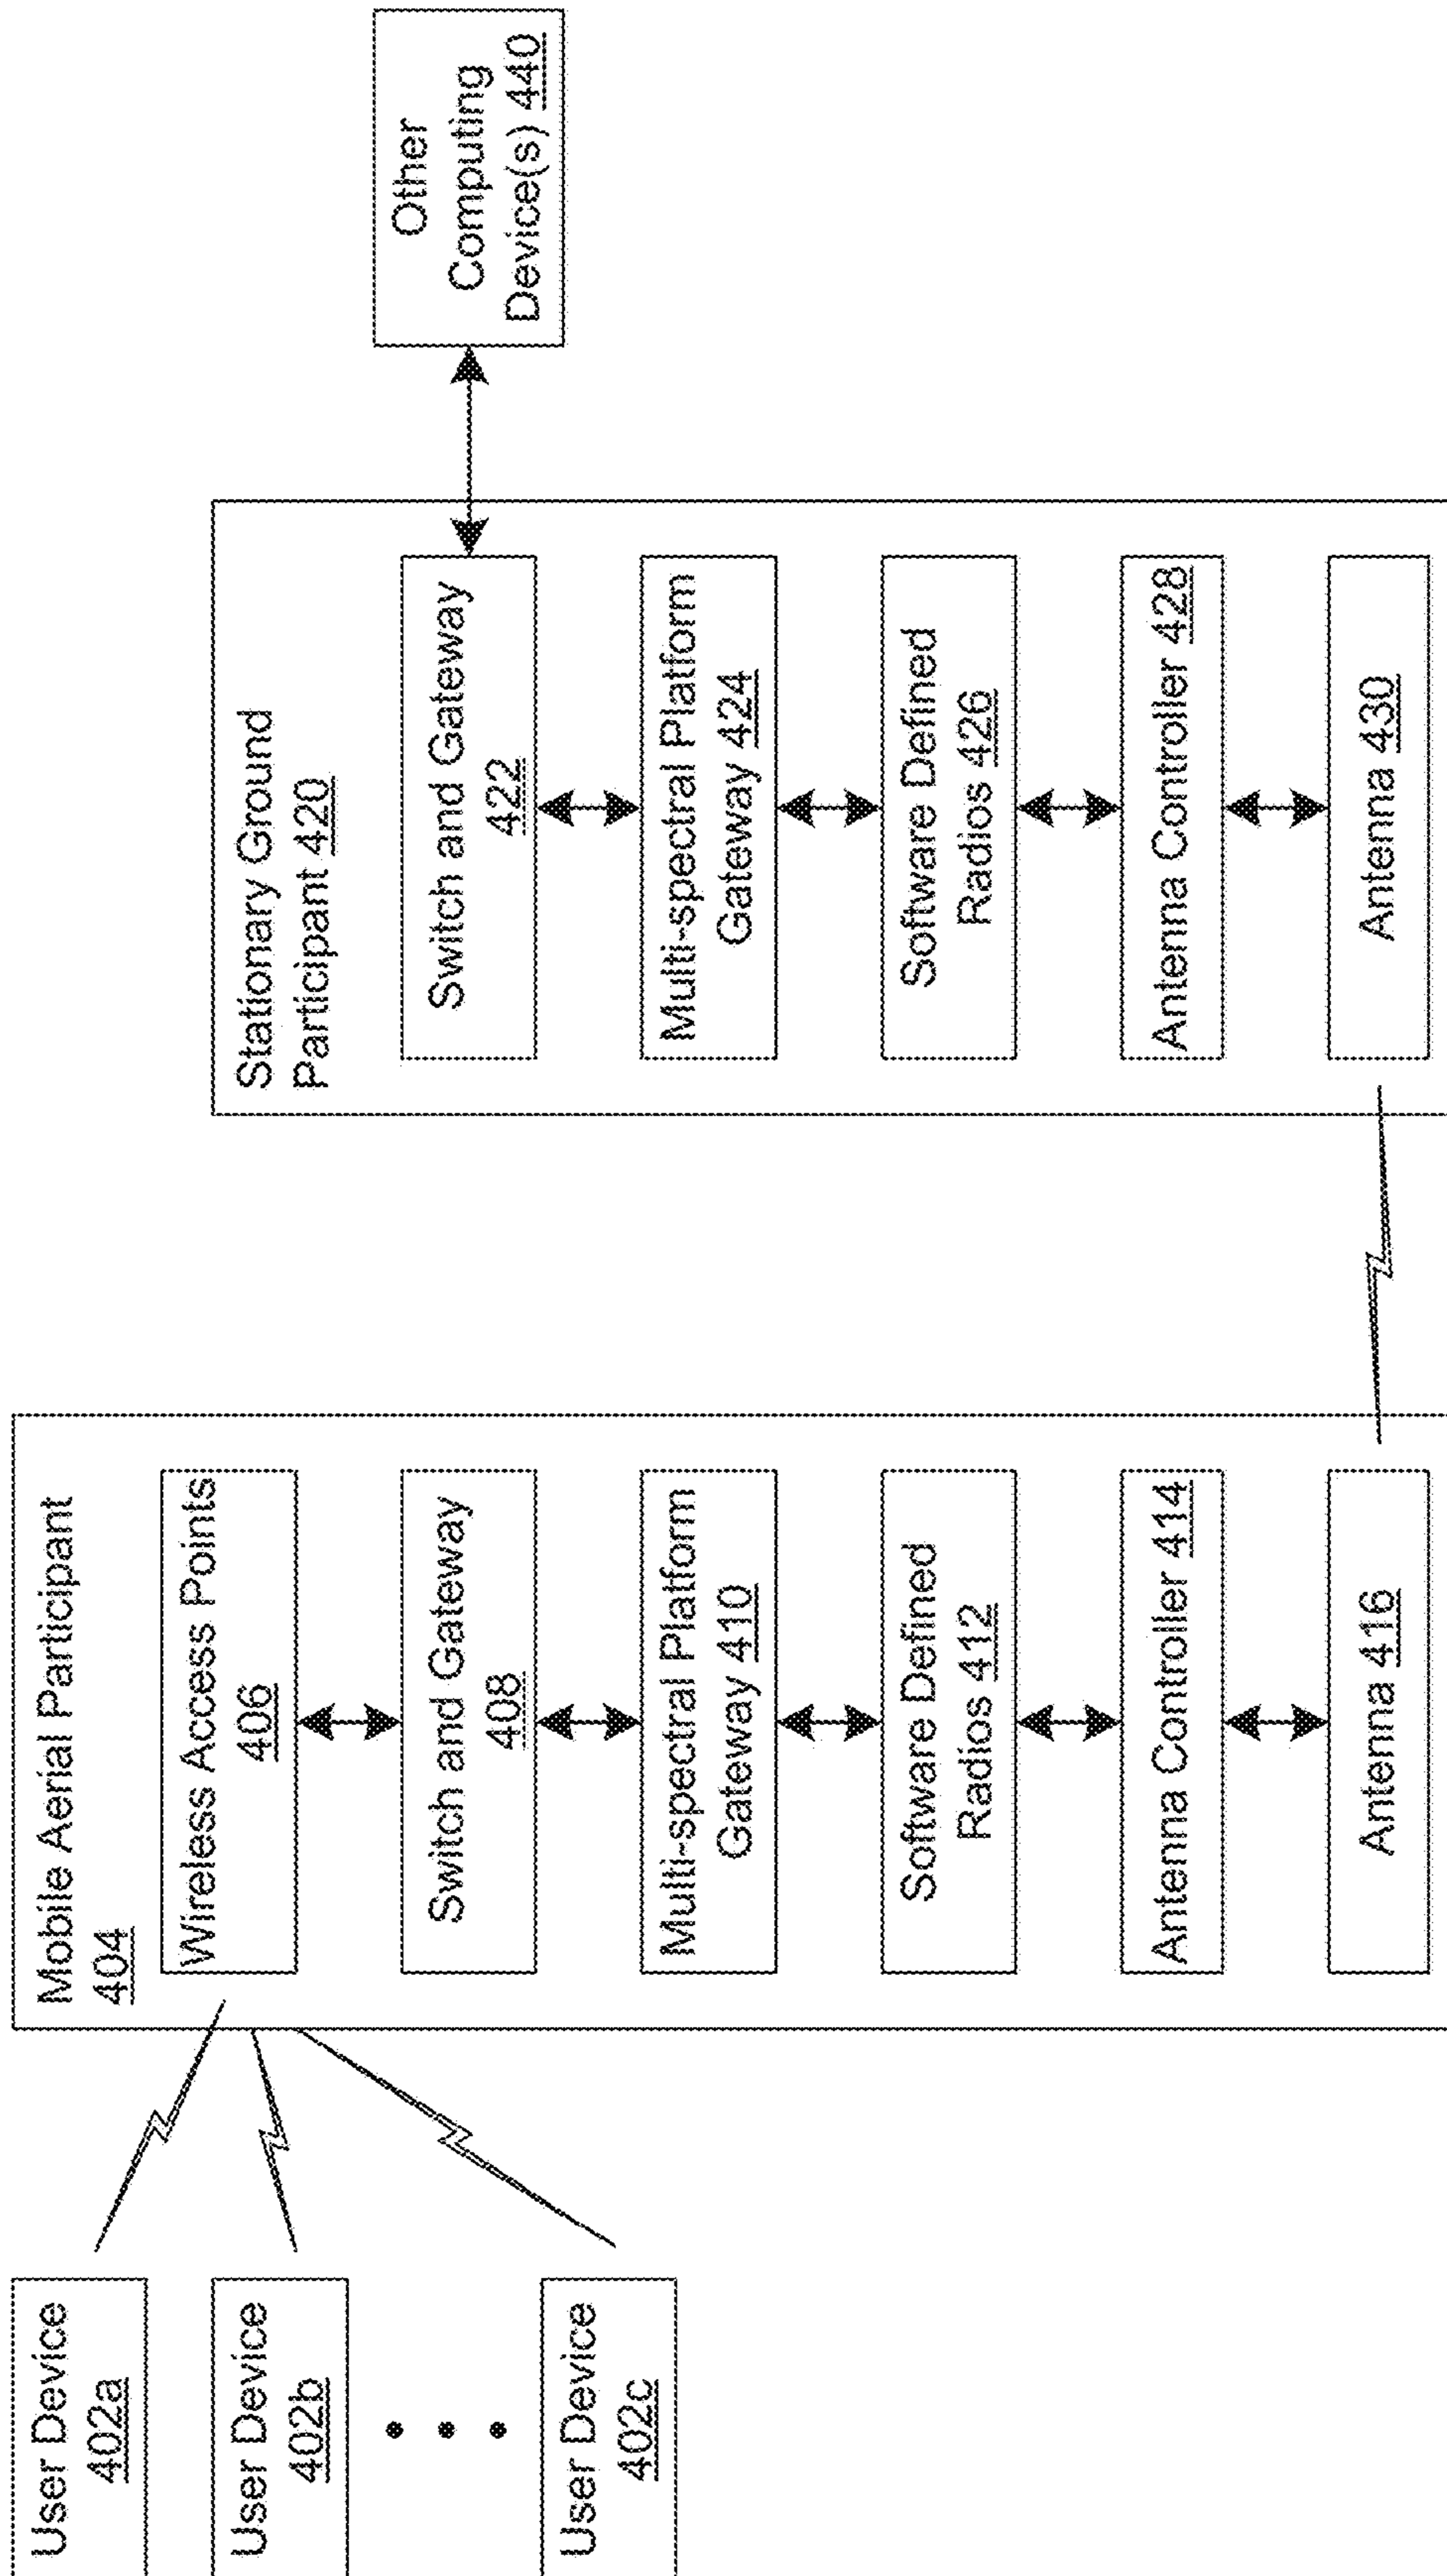 User Device
402a
User Device
402b
User Device
402c
Mobile Aerial Participant
404
Wireless Access Points
406
Switch and Gateway
408
Multi-spectral Platform
Gateway 410
Software Defined
Radios 412
Antenna Controller 414
Antenna 416
Stationary Ground
Participant 420
Switch and Gateway
422
Multi-spectral Platform
Gateway 424
Software Defined
Radios 426
Antenna Controller 428
Antenna 430
Other
Computing
Device(s) 440